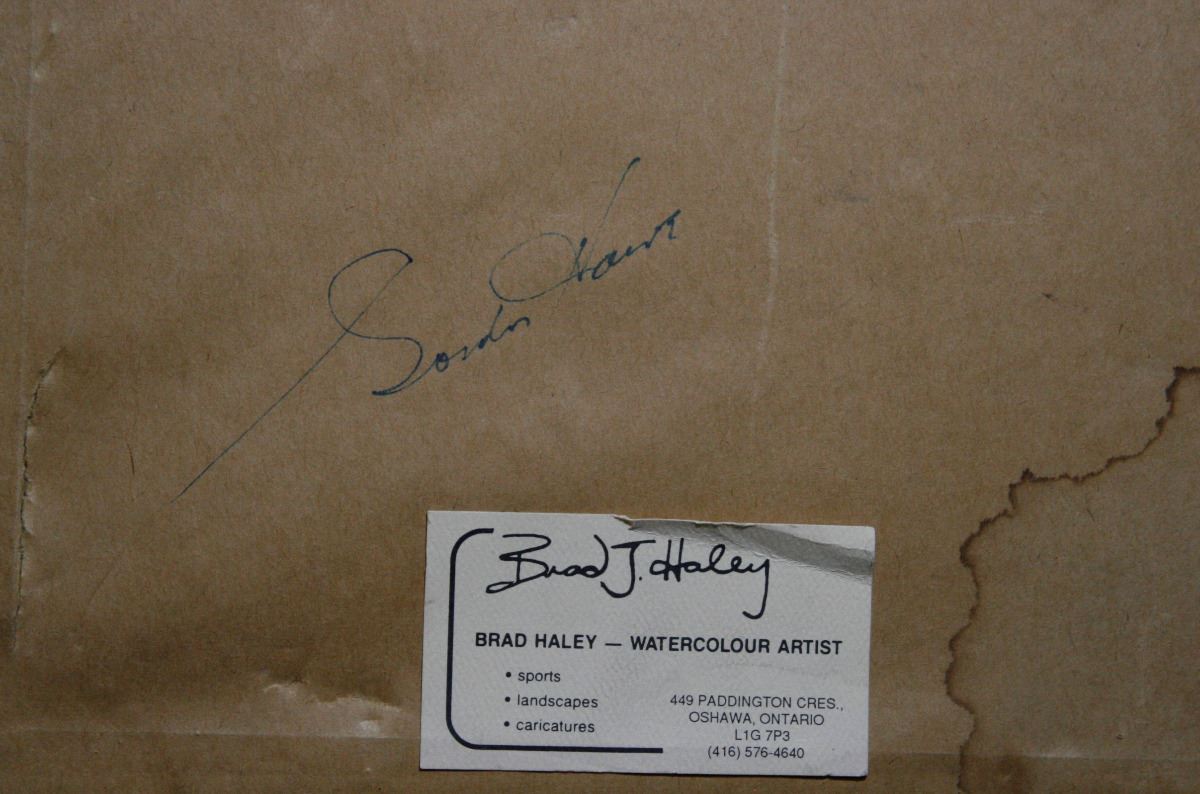 Gordon
Brad J. Haley
BRAD HALEY — WATERCOLOUR ARTIST
• sports
• landscapes
• caricatures
449 PADDINGTON CRES.,
OSHAWA, ONTARIO
L1G 7P3
(416) 576-4640